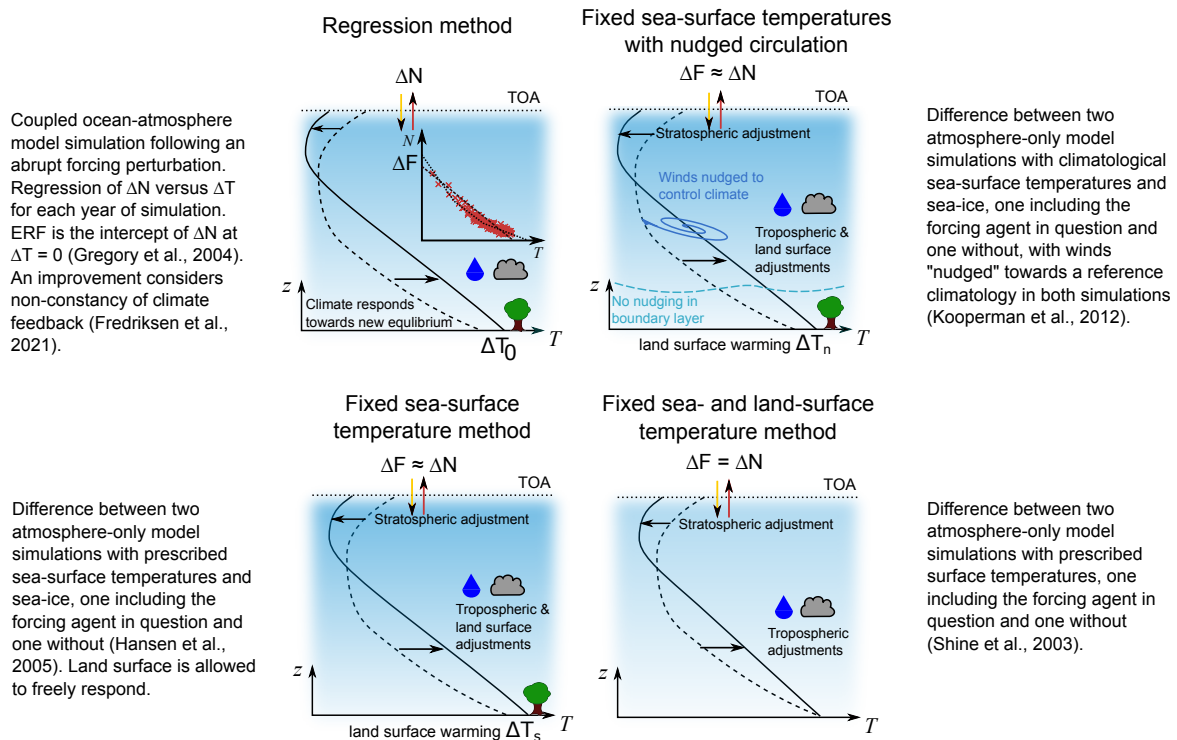 Regression method
Coupled ocean-atmosphere
model simulation following an
abrupt forcing perturbation.
Regression of ΔN versus ΔT
for each year of simulation.
ERF is the intercept of ΔN at
ΔT = 0 (Gregory et al., 2004).
An improvement considers
non-constancy of climate
feedback (Fredriksen et al.,
2021).
ΔN
TOA
N
ΔF
T
z
Climate responds
towards new equlibrium
ΔT0
T
Fixed sea-surface temperatures
with nudged circulation
ΔF ≈ ΔN
TOA
Stratospheric adjustment
Winds nudged to
control climate
Tropospheric &
land surface
adjustments
z
No nudging in
boundary layer
land surface warming ΔTn
T
Difference between two
atmosphere-only model
simulations with climatological
sea-surface temperatures and
sea-ice, one including the
forcing agent in question and
one without, with winds
"nudged" towards a reference
climatology in both simulations
(Kooperman et al., 2012).
Fixed sea-surface
temperature method
Difference between two
atmosphere-only model
simulations with prescribed
sea-surface temperatures and
sea-ice, one including the
forcing agent in question and
one without (Hansen et al.,
2005). Land surface is allowed
to freely respond.
ΔF ≈ ΔN
TOA
Stratospheric adjustment
Tropospheric &
land surface
adjustments
z
T
land surface warming ΔTs
Fixed sea- and land-surface
temperature method
ΔF = ΔN
TOA
Stratospheric adjustment
Tropospheric
adjustments
z
T
Difference between two
atmosphere-only model
simulations with prescribed
surface temperatures, one
including the forcing agent in
question and one without
(Shine et al., 2003).